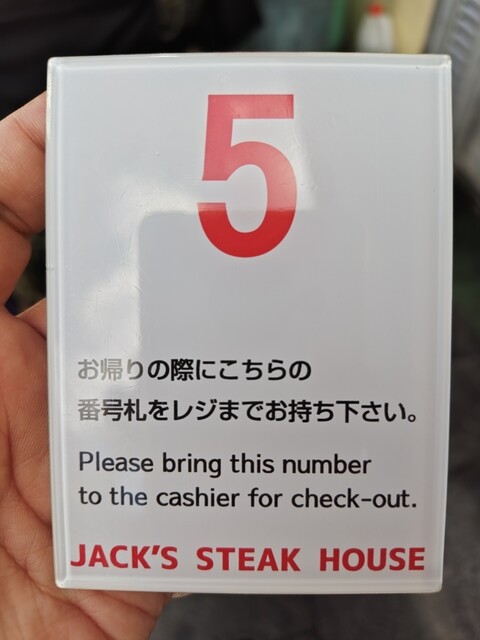 5
お帰りの際にこちらの
番号札をレジまでお持ち下さい。
Please bring this number
to the cashier for check-out.
JACK'S STEAK HOUSE